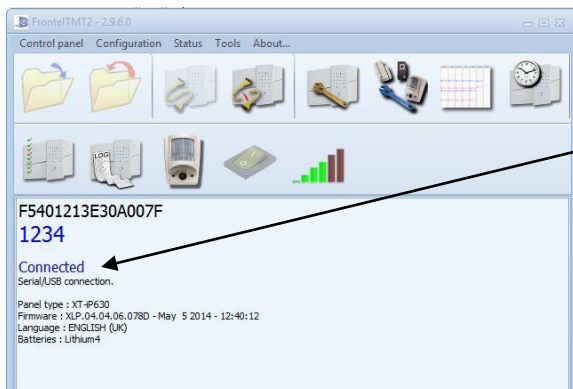 FrontelTMT2 - 2.9.6.0
Control panel Configuration Status Tools About...
LOG
F5401213E30A007F
1234
Connected
Serial/USB connection.
Panel type : XT-iP630
Firmware : XLP.04.04.06.078D - May 5 2014 - 12:40:12
Language : ENGLISH (UK)
Batteries : Lithium4